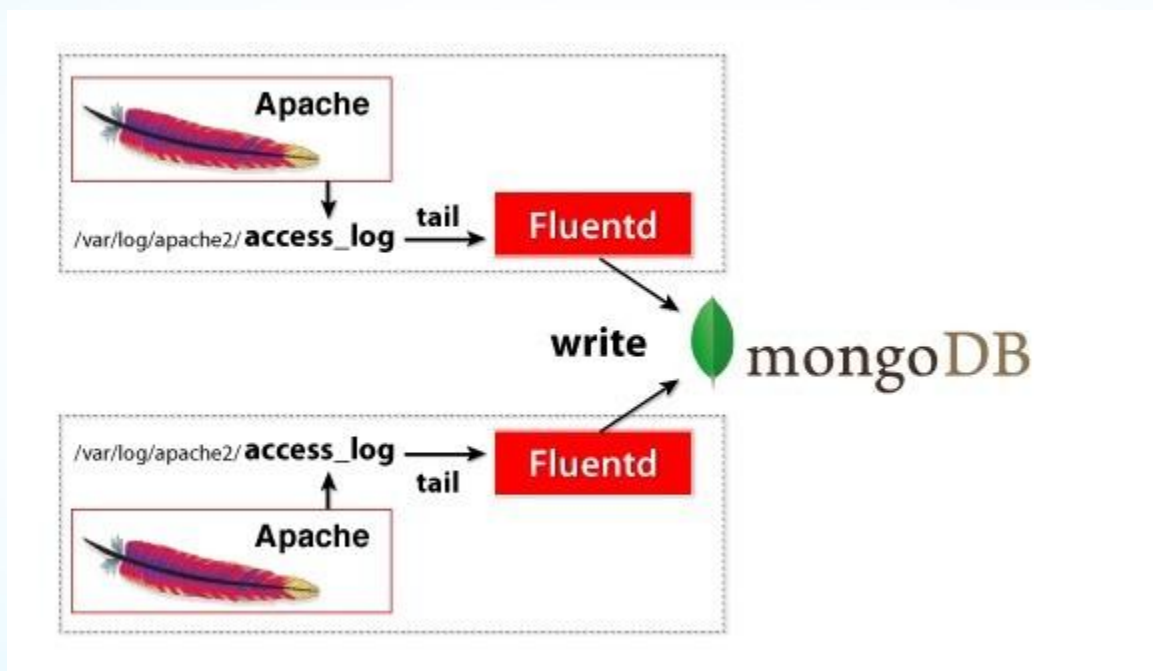 Apache
/var/log/apache2/access_log
tail
Fluentd
write
mongoDB
/var/log/apache2/access_log
tail
Fluentd
Apache